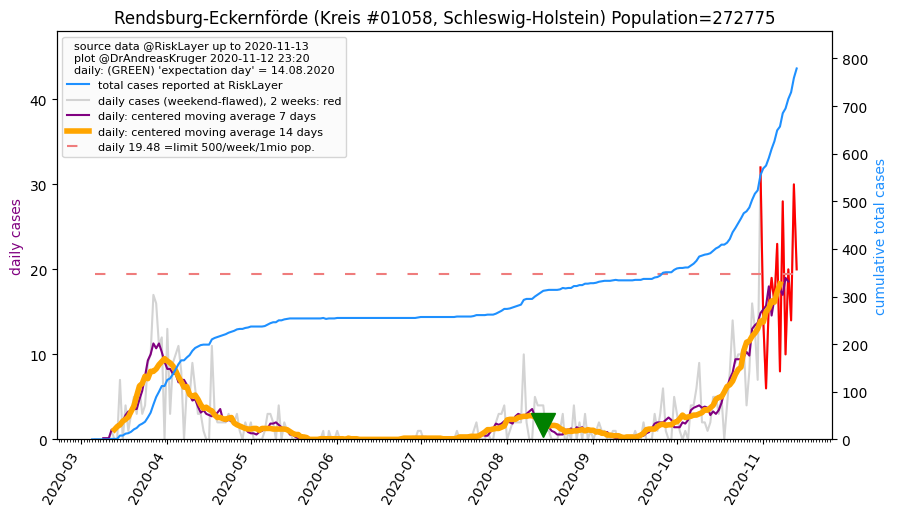 Rendsburg-Eckernförde (Kreis #01058, Schleswig-Holstein) Population=272775
source data @RiskLayer up to 2020-11-13
plot @DrAndreasKruger 2020-11-12 23:20
daily: (GREEN) 'expectation day' = 14.08.2020
total cases reported at RiskLayer
daily cases (weekend-flawed), 2 weeks: red
daily: centered moving average 7 days
daily: centered moving average 14 days
daily 19.48 =limit 500/week/1mio pop.
daily cases
40
30
20
10
0
cumulative total cases
800
700
600
500
400
300
200
100
0
2020-03
2020-04
2020-05
2020-06
2020-07
2020-08
2020-09
2020-10
2020-11